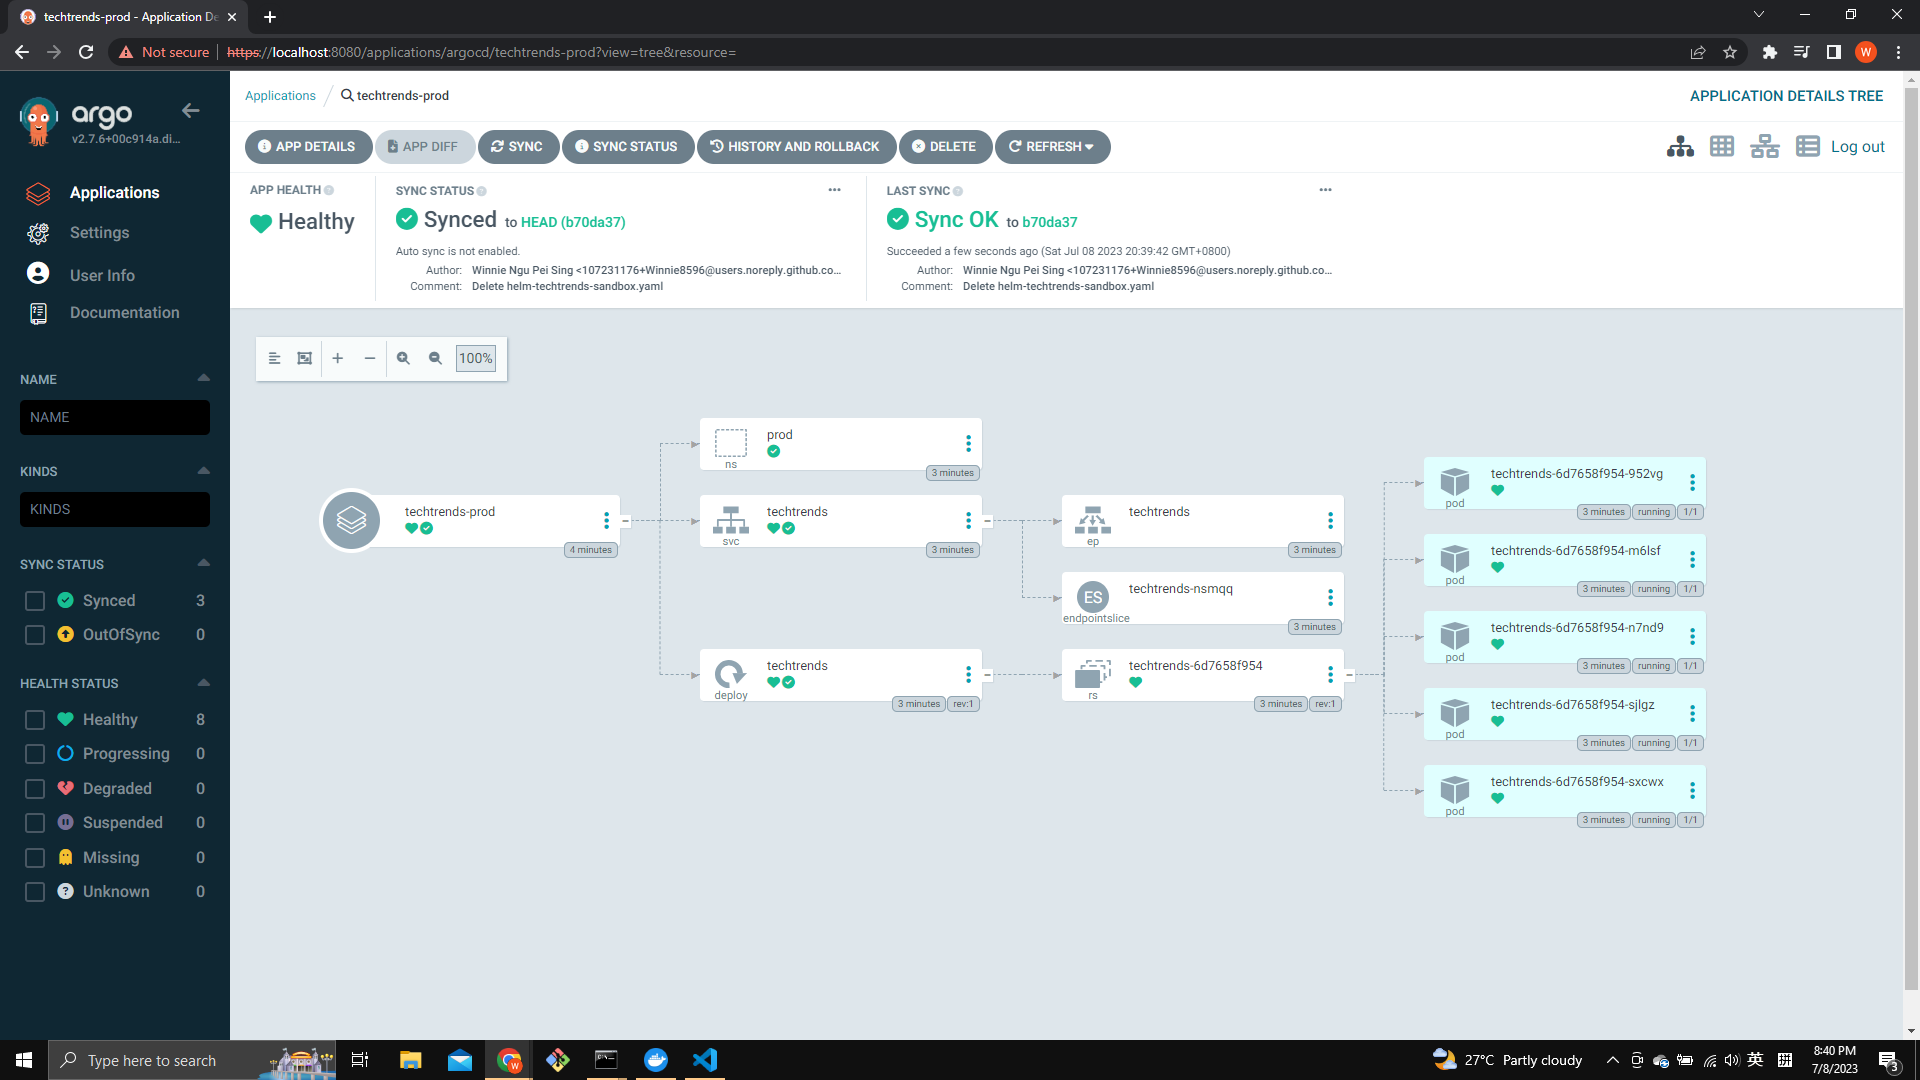 techtrends-prod - Application De
Not secure https://localhost:8080/applications/argocd/techtrends-prod?view=tree&resource=
W
argo
v2.7.6+00c914a.di...
Applications
Settings
User Info
Documentation
NAME
NAME
KINDS
KINDS
SYNC STATUS
Synced 3
OutOfSync 0
HEALTH STATUS
Healthy 8
Progressing 0
Degraded 0
Suspended 0
Missing 0
Unknown 0
Applications / techtrends-prod
APPLICATION DETAILS TREE
APP DETAILS APP DIFF SYNC SYNC STATUS HISTORY AND ROLLBACK DELETE REFRESH
Log out
APP HEALTH
Healthy
SYNC STATUS
Synced to HEAD (b70da37)
Auto sync is not enabled.
Author: Winnie Ngu Pei Sing <107231176+Winnie8596@users.noreply.github.co...
Comment: Delete helm-techtrends-sandbox.yaml
LAST SYNC
Sync OK to b70da37
Succeeded a few seconds ago (Sat Jul 08 2023 20:39:42 GMT+0800)
Author: Winnie Ngu Pei Sing <107231176+Winnie8596@users.noreply.github.co...
Comment: Delete helm-techtrends-sandbox.yaml
100%
techtrends-prod
4 minutes
prod
ns
3 minutes
techtrends
svc
3 minutes
techtrends
deploy
3 minutes rev:1
techtrends
ep
3 minutes
ES
techtrends-nsmqq
endpointslice
3 minutes
techtrends-6d7658f954
rs
3 minutes rev:1
techtrends-6d7658f954-952vg
pod
3 minutes running 1/1
techtrends-6d7658f954-m6lsf
pod
3 minutes running 1/1
techtrends-6d7658f954-n7nd9
pod
3 minutes running 1/1
techtrends-6d7658f954-sjlgz
pod
3 minutes running 1/1
techtrends-6d7658f954-sxcwx
pod
3 minutes running 1/1
Type here to search
W
27°C Partly cloudy
英
拼
8:40 PM
7/8/2023
3